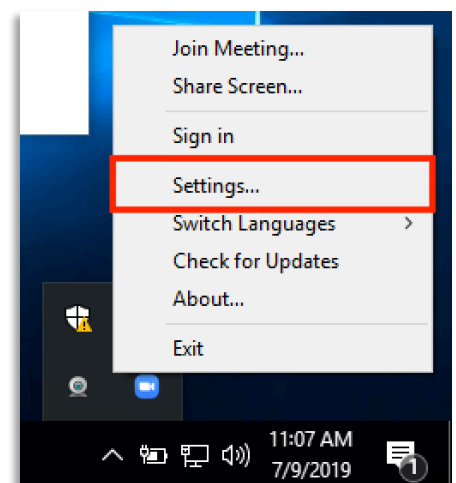 Join Meeting...
Share Screen...
Sign in
Settings...
Switch Languages
Check for Updates
About...
Exit
11:07 AM
7/9/2019
1